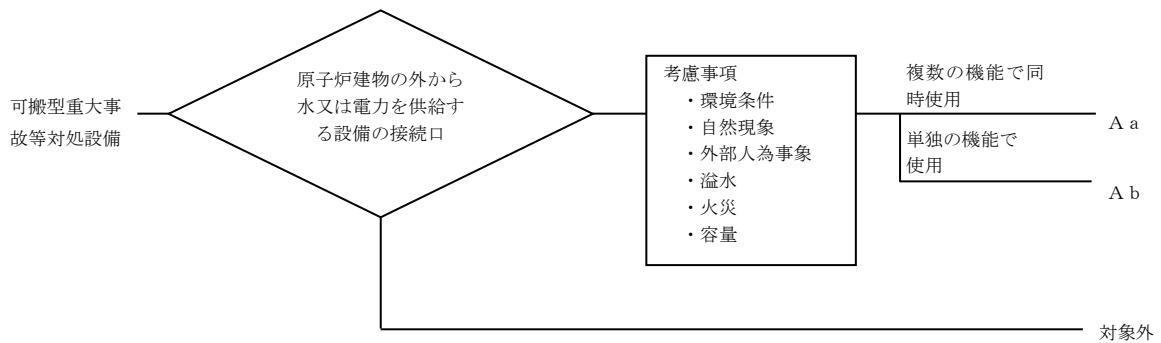 可搬型重大事
故等対処設備
原子炉建物の外から
水又は電力を供給す
る設備の接続口
考慮事項
・環境条件
・自然現象
・外部人為事象
・溢水
・火災
・容量
複数の機能で同
時使用
Ａａ
単独の機能で
使用
Ａｂ
対象外